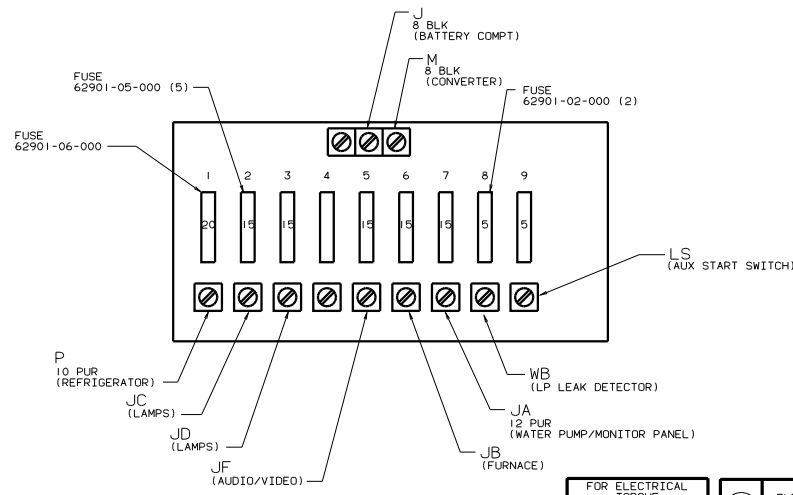 J
8 BLK
(BATTERY COMPT)
M
8 BLK
(CONVERTER)
FUSE
62901-05-000 (5)
FUSE
62901-02-000 (2)
FUSE
62901-06-000
1 2 3 4 5 6 7 8 9
20 15 15 15 15 15 5 5
LS
(AUX START SWITCH)
P
10 PUR
(REFRIGERATOR)
WB
(LP LEAK DETECTOR)
JC
(LAMPS)
JA
12 PUR
(WATER PUMP/MONITOR PANEL)
JD
(LAMPS)
JB
(FURNACE)
JF
(AUDIO/VIDEO)
FOR ELECTRICAL